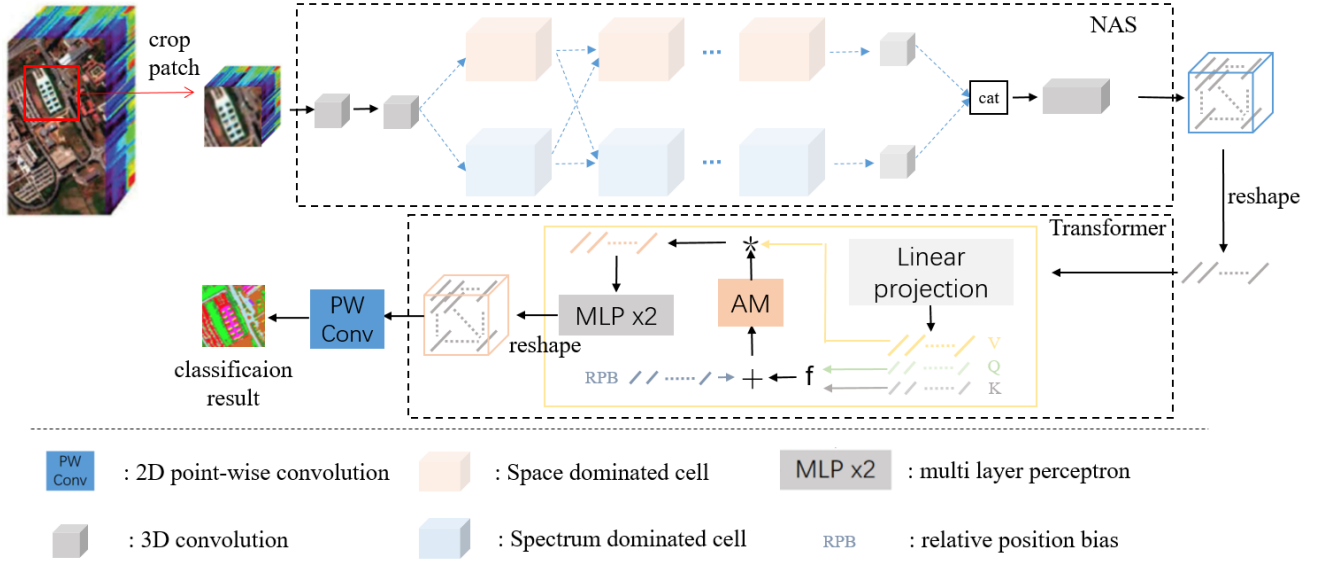 crop
patch
NAS
cat
reshape
Transformer
Linear
projection
*
AM
MLP x2
PW
Conv
reshape
V
Q
K
f
+
RPB
classificaion
result
PW
Conv
: 2D point-wise convolution
: Space dominated cell
MLP x2
: multi layer perceptron
: 3D convolution
: Spectrum dominated cell
RPB
: relative position bias